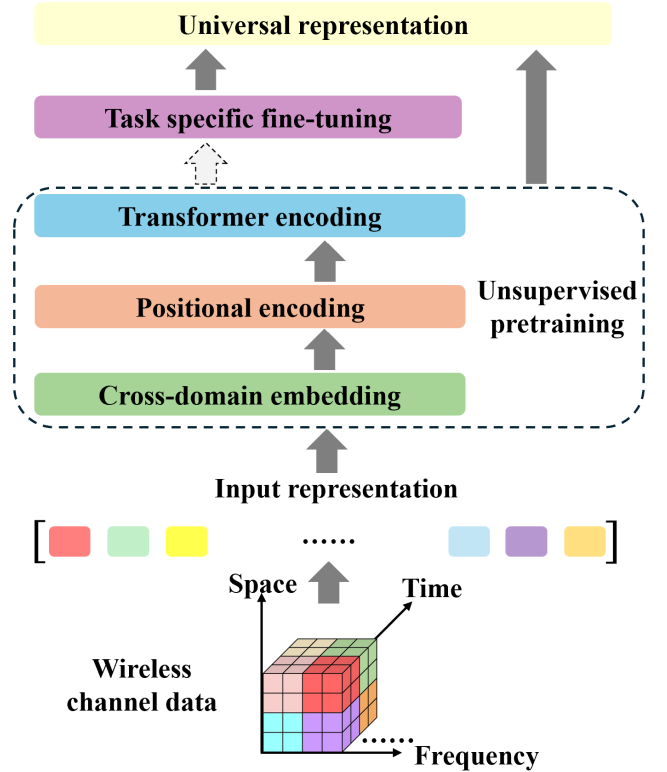 Universal representation
Task specific fine-tuning
Transformer encoding
Positional encoding
Unsupervised
pretraining
Cross-domain embedding
Input representation
[ ...... ]
Space
Time
Wireless
channel data
......
Frequency